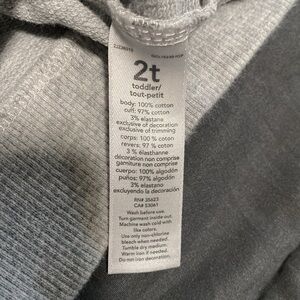 2t
toddler/
tout-petit
body: 100% cotton
cuff: 97% cotton
3% elastane
exclusive of decoration
exclusive of trimming
corps: 100 % coton
revers: 97 % coton
3 % élasthanne
décoration non comprise
garniture non comprise
cuerpo: 100% algodón
puños: 97% algodón
3% elastano
excluyendo la decoración
RN# 35623
CA# 53061
Wash before use.
Turn garment inside out.
Machine wash cold with
like colors.
Use only non-chlorine
bleach when needed.
Tumble dry medium.
Warm iron if needed.
Do not iron decoration.